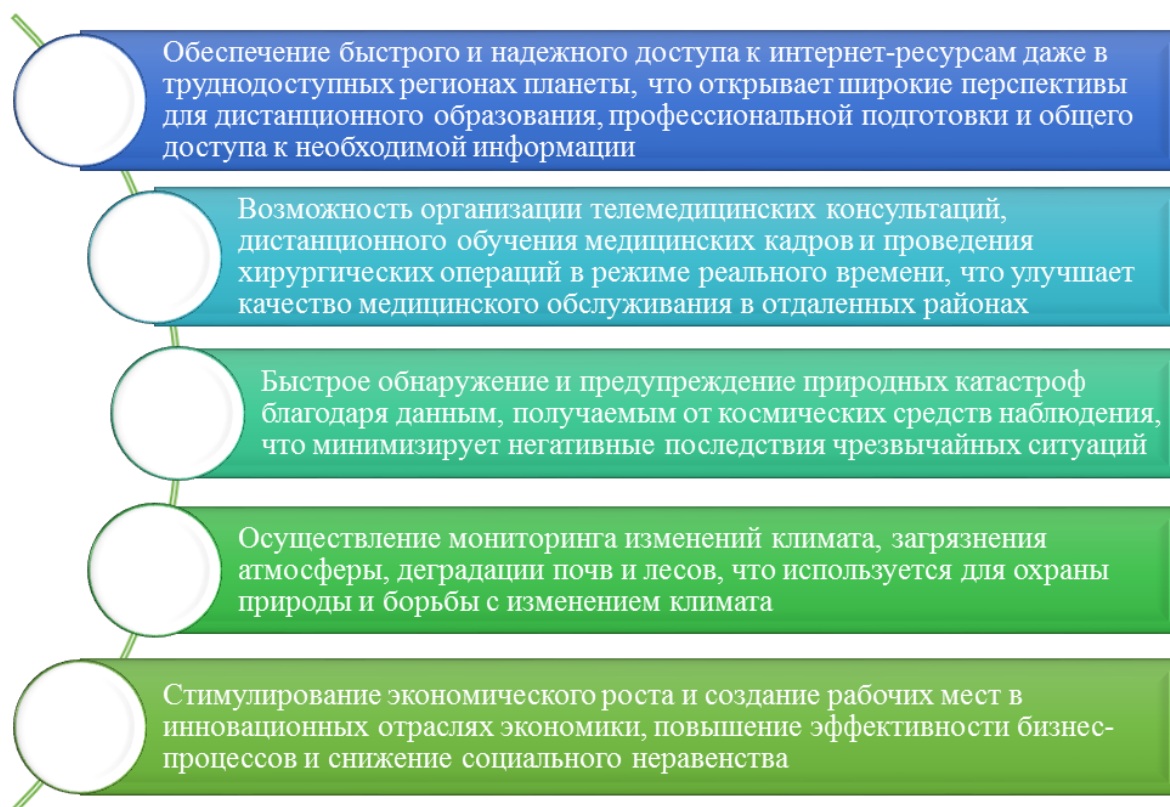 Обеспечение быстрого и надежного доступа к интернет-ресурсам даже в
труднодоступных регионах планеты, что открывает широкие перспективы
для дистанционного образования, профессиональной подготовки и общего
доступа к необходимой информации
Возможность организации телемедицинских консультаций,
дистанционного обучения медицинских кадров и проведения
хирургических операций в режиме реального времени, что улучшает
качество медицинского обслуживания в отдаленных районах
Быстрое обнаружение и предупреждение природных катастроф
благодаря данным, получаемым от космических средств наблюдения,
что минимизирует негативные последствия чрезвычайных ситуаций
Осуществление мониторинга изменений климата, загрязнения
атмосферы, деградации почв и лесов, что используется для охраны
природы и борьбы с изменением климата
Стимулирование экономического роста и создание рабочих мест в
инновационных отраслях экономики, повышение эффективности бизнес-
процессов и снижение социального неравенства